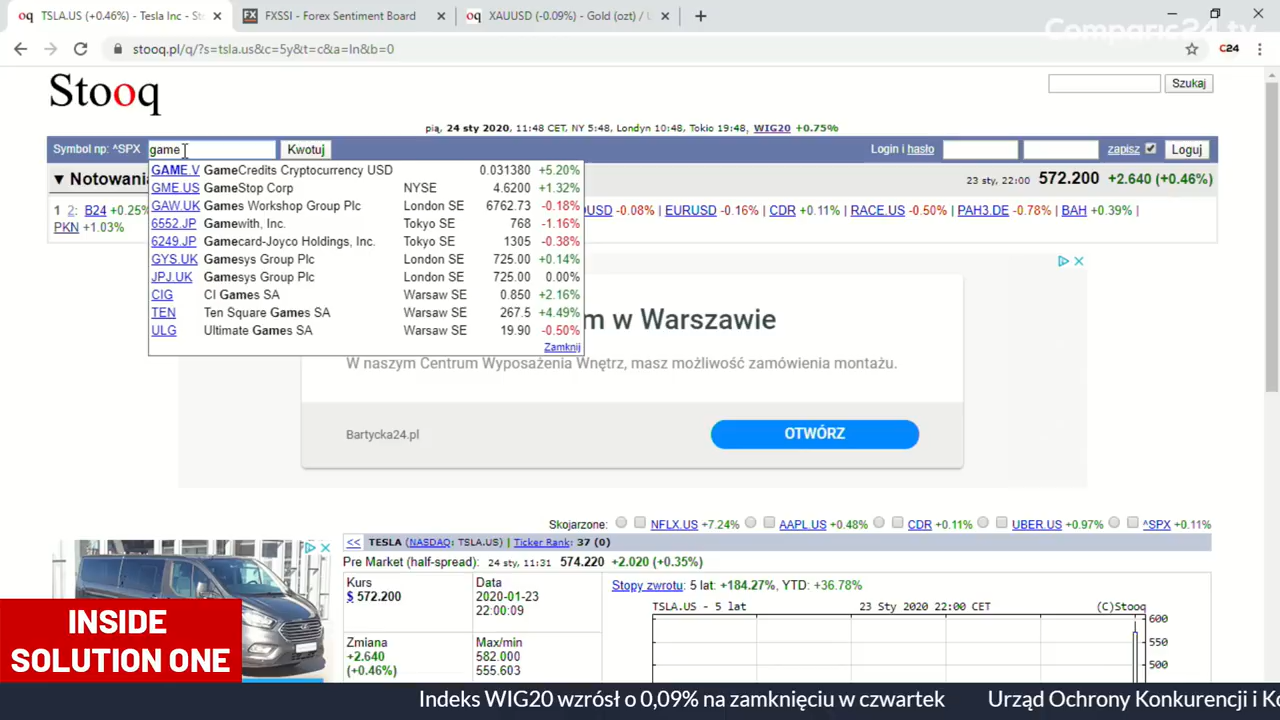 TSLA.US (+0.46%) - Tesla Inc - St
FXSSI - Forex Sentiment Board
XAUUSD (-0.09%) - Gold (ozt) / U
Comparic24.tv
stooq.pl/q/?s=tsla.us&c=5y&t=c&a=ln&b=0
C24
Stooq
Szukaj
pią, 24 sty 2020, 11:48 CET, NY 5:48, Londyn 10:48, Tokio 19:48, WIG20 +0.75%
Symbol np: ^SPX game Kwotuj Login i hasło zapisz Loguj
▼ Notowani 23 sty, 22:00 572.200 +2.640 (+0.46%)
1 2: B24 +0.25% USD -0.08% | EURUSD -0.16% | CDR +0.11% | RACE.US -0.50% | PAH3.DE -0.78% | BAH +0.39% |
PKN +1.03%
GAME.V GameCredits Cryptocurrency USD 0.031380 +5.20%
GME.US GameStop Corp NYSE 4.6200 +1.32%
GAW.UK Games Workshop Group Plc London SE 6762.73 -0.18%
6552.JP Gamewith, Inc. Tokyo SE 768 -1.16%
6249.JP Gamecard-Joyco Holdings, Inc. Tokyo SE 1305 -0.38%
GYS.UK Gamesys Group Plc London SE 725.00 +0.14%
JPJ.UK Gamesys Group Plc London SE 725.00 0.00%
CIG CI Games SA Warsaw SE 0.850 +2.16%
TEN Ten Square Games SA Warsaw SE 267.5 +4.49%
ULG Ultimate Games SA Warsaw SE 19.90 -0.50%
Zamknij
m w Warszawie
W naszym Centrum Wyposażenia Wnętrz, masz możliwość zamówienia montażu.
Bartycka24.pl
OTWÓRZ
Skojarzone: NFLX.US +7.24% AAPL.US +0.48% CDR +0.11% UBER.US +0.97% ^SPX +0.11%
<< TESLA (NASDAQ: TSLA.US) | Ticker Rank: 37 (0)
Pre Market (half-spread): 24 sty, 11:31 574.220 +2.020 (+0.35%)
Kurs
$ 572.200
Data
2020-01-23
22:00:09
Zmiana
+2.640
(+0.46%)
Max/min
582.000
555.603
Stopy zwrotu: 5 lat: +184.27%, YTD: +36.78%
TSLA.US - 5 lat 23 Sty 2020 22:00 CET (C)Stooq
600
550
500
INSIDE
SOLUTION ONE
Indeks WIG20 wzrósł o 0,09% na zamknięciu w czwartek Urząd Ochrony Konkurencji i Ko